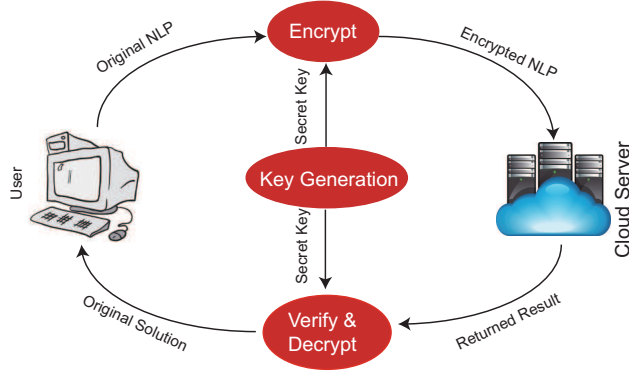 Original NLP
Encrypt
Encrypted NLP
Secret Key
User
Key Generation
Cloud Server
Secret Key
Original Solution
Verify &
Decrypt
Returned Result